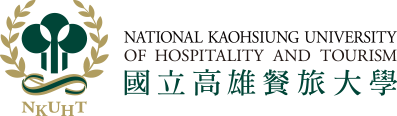 NKUHT
NATIONAL KAOHSIUNG UNIVERSITY
OF HOSPITALITY AND TOURISM
國立高雄餐旅大學